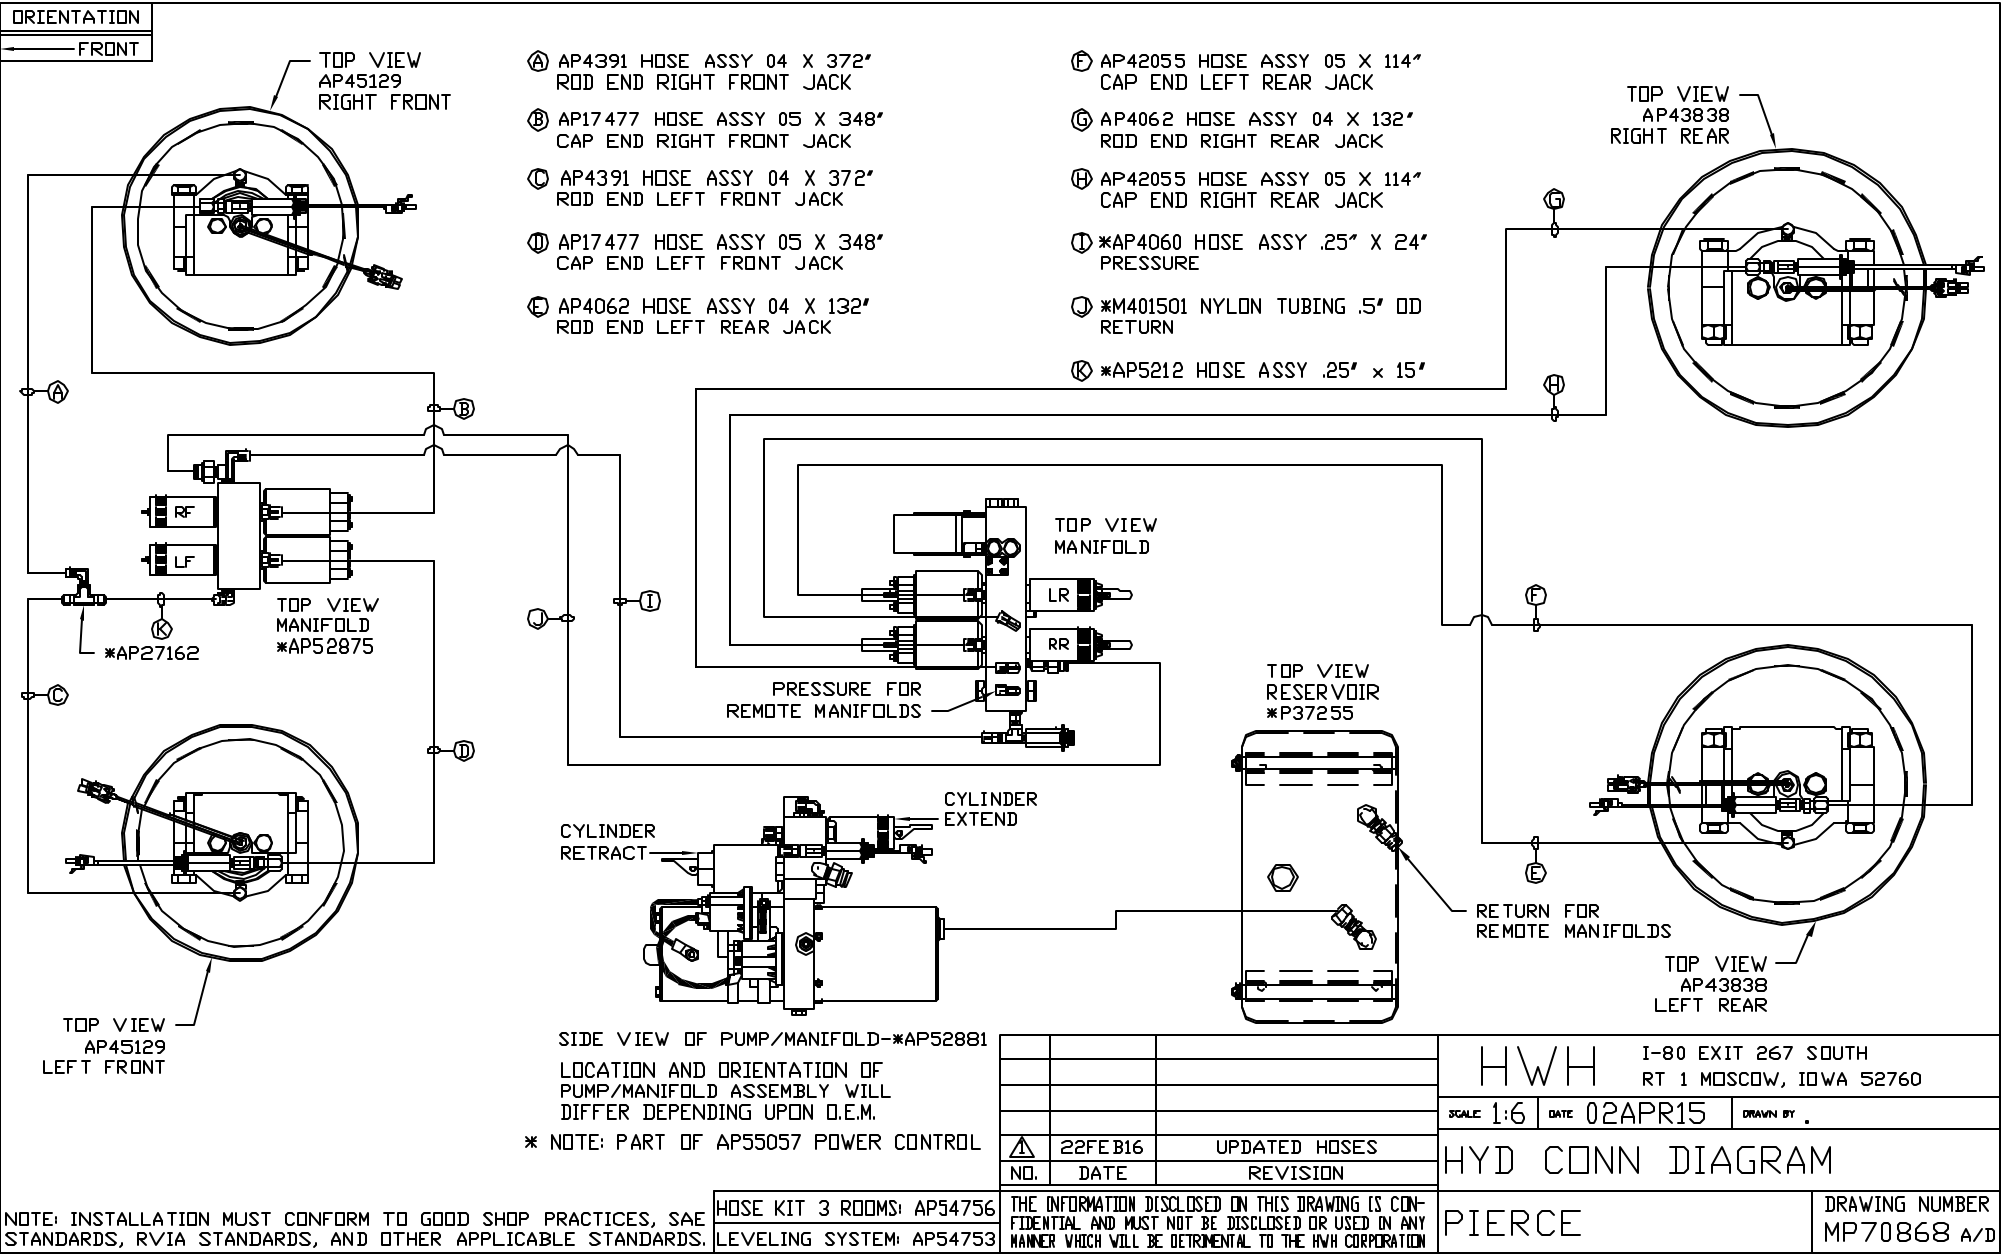 ORIENTATION
FRONT
TOP VIEW
AP45129
RIGHT FRONT
A AP4391 HOSE ASSY 04 X 372"
ROD END RIGHT FRONT JACK
B AP17477 HOSE ASSY 05 X 348"
CAP END RIGHT FRONT JACK
C AP4391 HOSE ASSY 04 X 372"
ROD END LEFT FRONT JACK
D AP17477 HOSE ASSY 05 X 348"
CAP END LEFT FRONT JACK
E AP4062 HOSE ASSY 04 X 132"
ROD END LEFT REAR JACK
F AP42055 HOSE ASSY 05 X 114"
CAP END LEFT REAR JACK
G AP4062 HOSE ASSY 04 X 132"
ROD END RIGHT REAR JACK
H AP42055 HOSE ASSY 05 X 114"
CAP END RIGHT REAR JACK
I *AP4060 HOSE ASSY .25" X 24"
PRESSURE
J *M401501 NYLON TUBING .5" OD
RETURN
K *AP5212 HOSE ASSY .25" x 15"
TOP VIEW
AP43838
RIGHT REAR
G
H
A
B
RF
LF
TOP VIEW
MANIFOLD
*AP52875
K
*AP27162
C
D
J
I
TOP VIEW
MANIFOLD
LR
RR
PRESSURE FOR
REMOTE MANIFOLDS
F
E
TOP VIEW
RESERVOIR
*P37255
CYLINDER
EXTEND
CYLINDER
RETRACT
RETURN FOR
REMOTE MANIFOLDS
TOP VIEW
AP43838
LEFT REAR
TOP VIEW
AP45129
LEFT FRONT
SIDE VIEW OF PUMP/MANIFOLD-*AP52881
LOCATION AND ORIENTATION OF
PUMP/MANIFOLD ASSEMBLY WILL
DIFFER DEPENDING UPON O.E.M.
* NOTE: PART OF AP55057 POWER CONTROL
1 22FEB16 UPDATED HOSES
NO. DATE REVISION
HWH
I-80 EXIT 267 SOUTH
RT 1 MOSCOW, IOWA 52760
SCALE 1:6 DATE 02APR15 DRAWN BY .
HYD CONN DIAGRAM
PIERCE
DRAWING NUMBER
MP70868 A/D
NOTE: INSTALLATION MUST CONFORM TO GOOD SHOP PRACTICES, SAE
STANDARDS, RVIA STANDARDS, AND OTHER APPLICABLE STANDARDS.
HOSE KIT 3 ROOMS: AP54756
LEVELING SYSTEM: AP54753
THE INFORMATION DISCLOSED ON THIS DRAWING IS CON-
FIDENTIAL AND MUST NOT BE DISCLOSED OR USED IN ANY
MANNER WHICH WILL BE DETRIMENTAL TO THE HWH CORPORATION